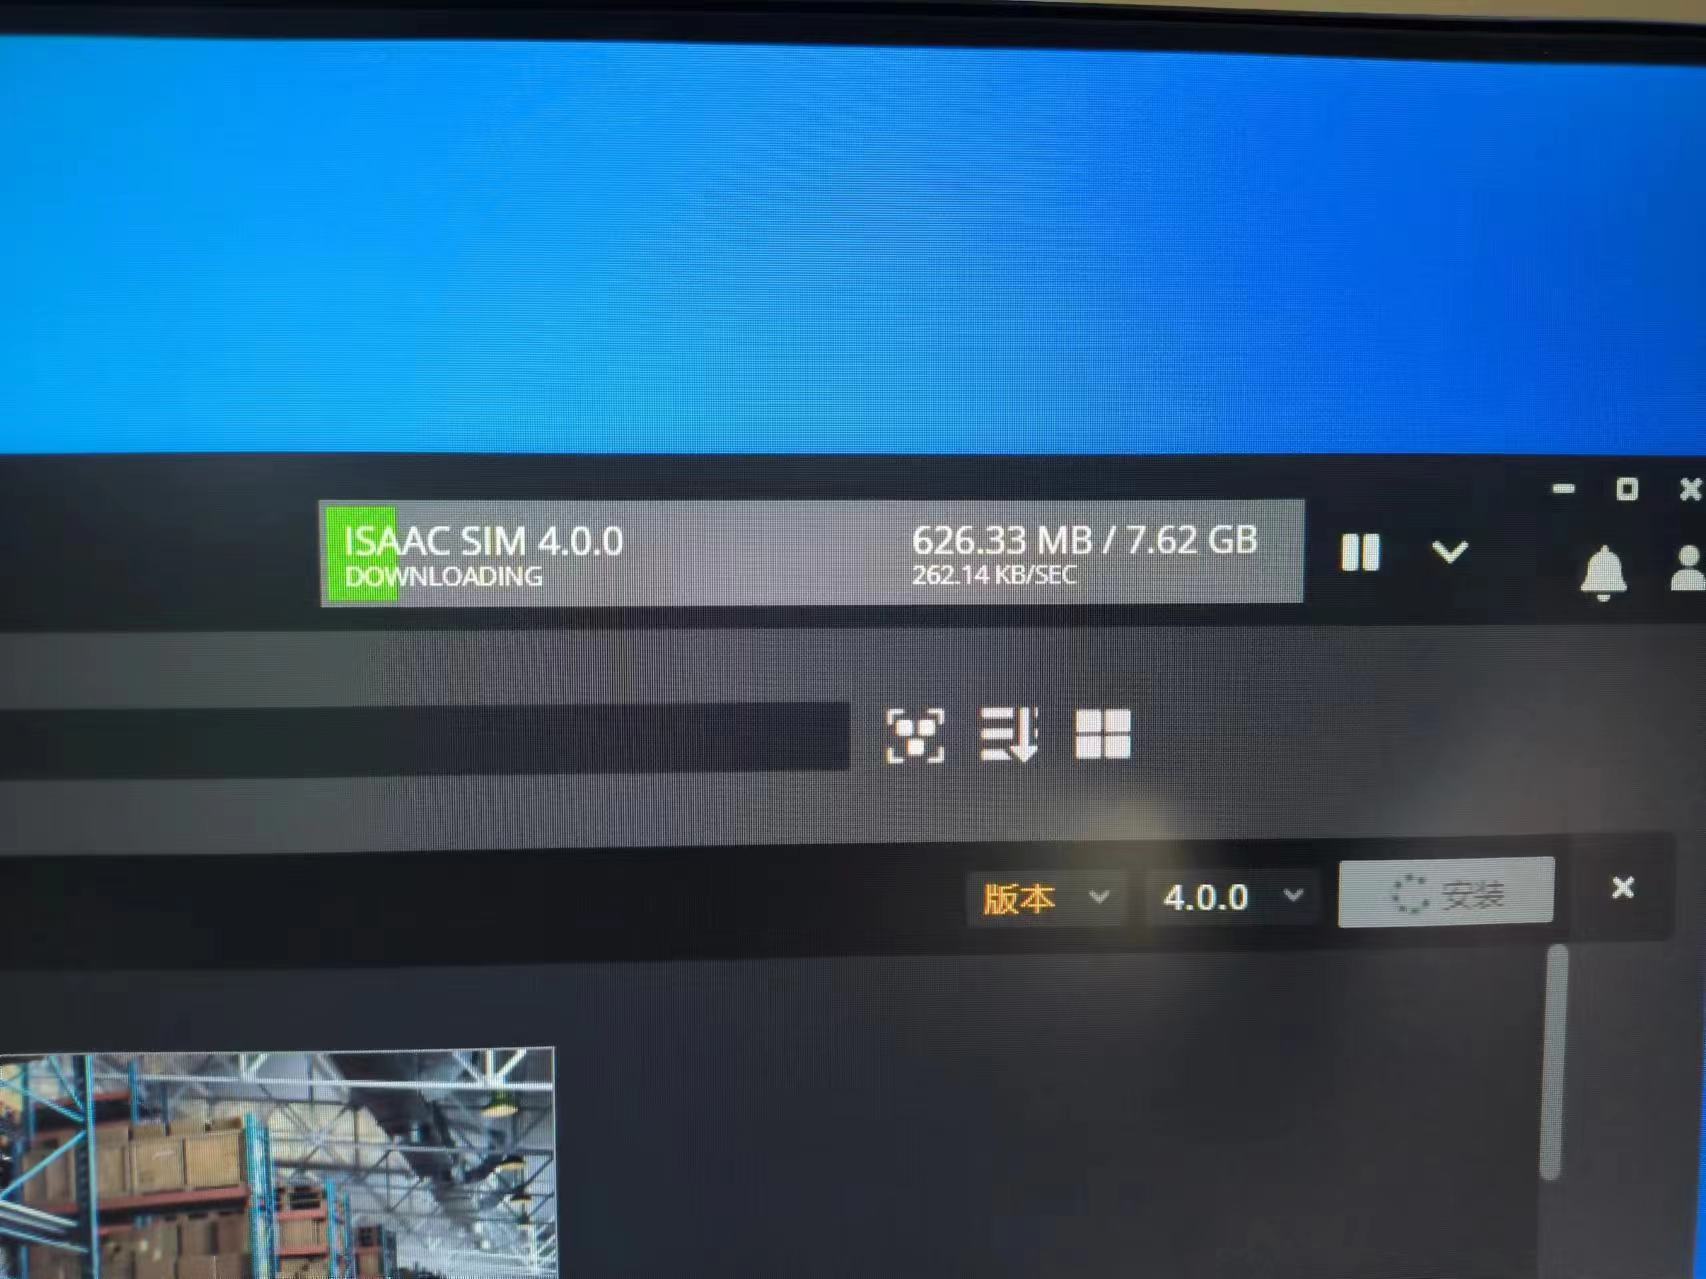 ISAAC SIM 4.0.0
DOWNLOADING
626.33 MB / 7.62 GB
262.14 KB/SEC
版本
4.0.0
安装